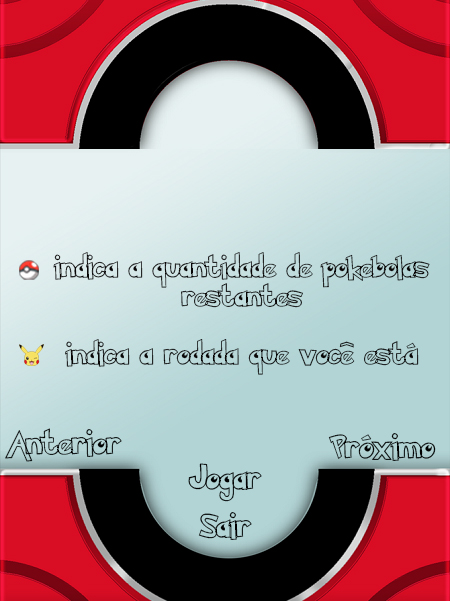 indica a quantidade de pokebolas
restantes
indica a rodada que você está
Anterior
Próximo
Jogar
Sair